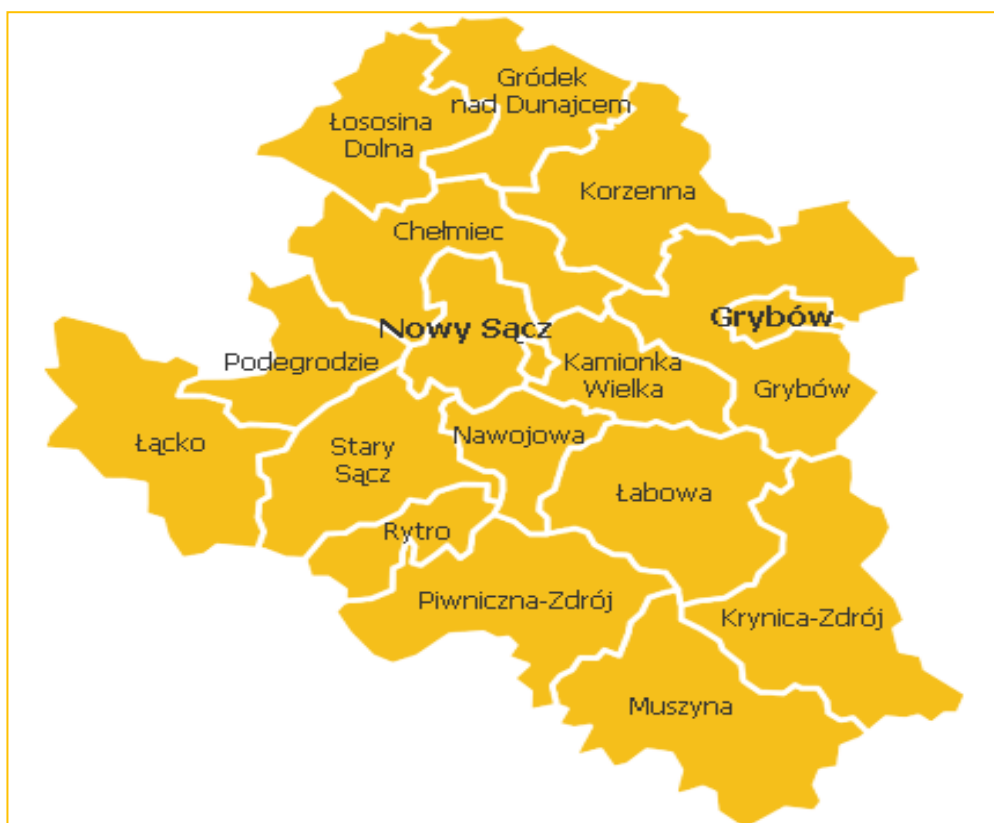 Gródek
nad Dunajcem
Łososina
Dolna
Korzenna
Chełmiec
Nowy Sącz
Grybów
Podegrodzie
Kamionka
Wielka
Grybów
Łącko
Stary
Sącz
Nawojowa
Łabowa
Rytro
Piwniczna-Zdrój
Krynica-Zdrój
Muszyna